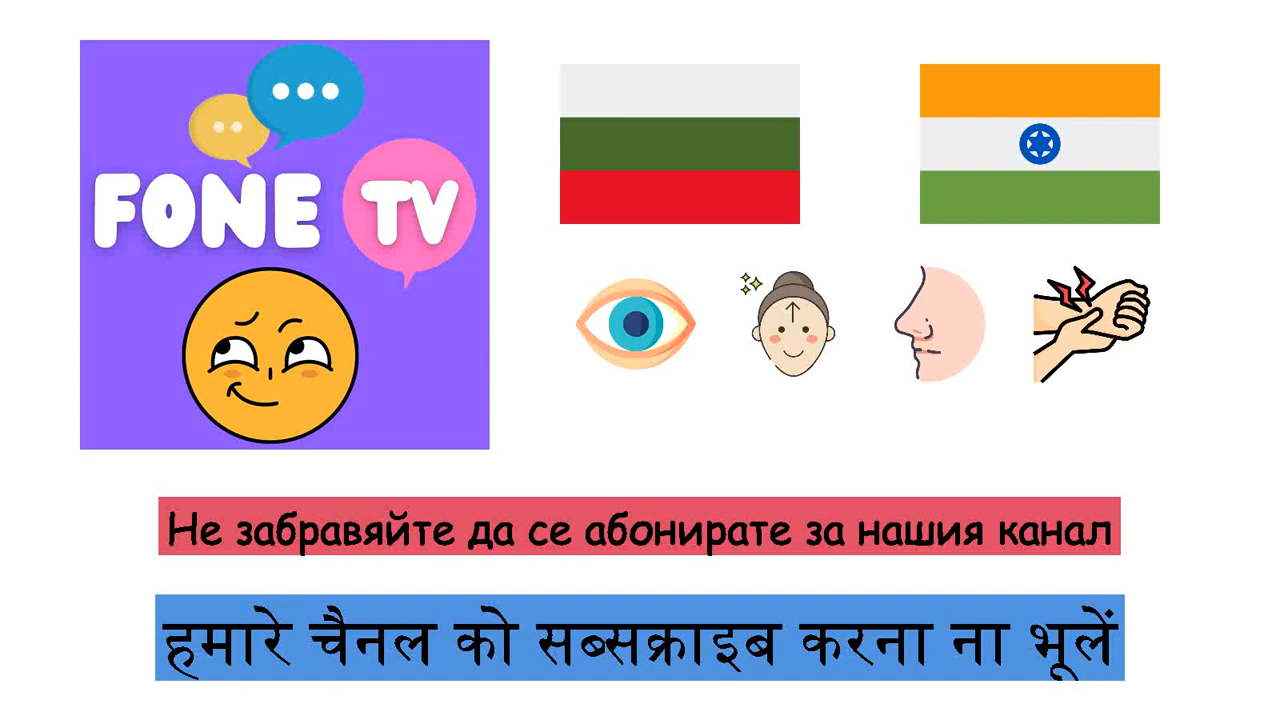 FONE TV
Не забравяйте да се абонирате за нашия канал
हमारे चैनल को सब्सक्राइब करना ना भूलें